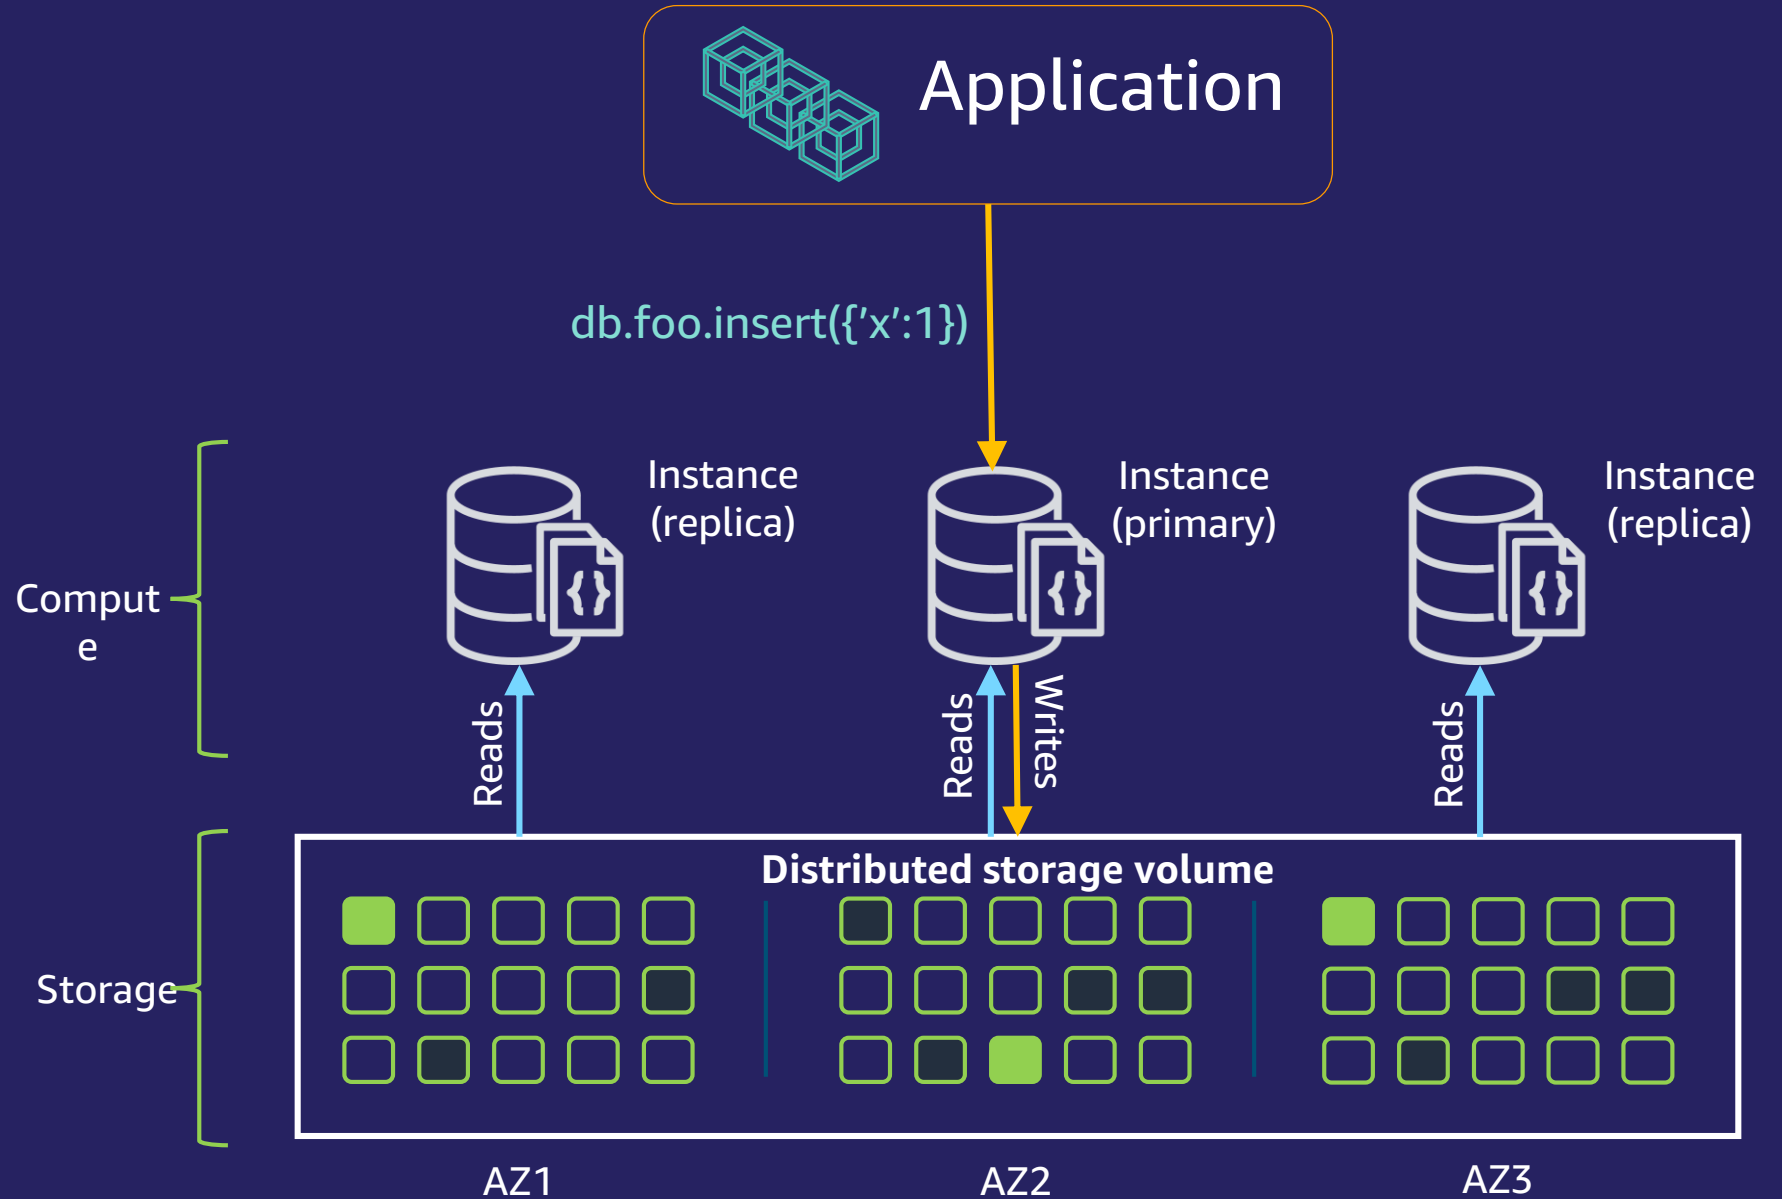 Application
db.foo.insert({’x’:1})
Instance
(replica)
Instance
(primary)
Instance
(replica)
{}
{}
{}
Comput
e
Reads
Reads
Writes
Reads
Distributed storage volume
Storage
AZ1
AZ2
AZ3